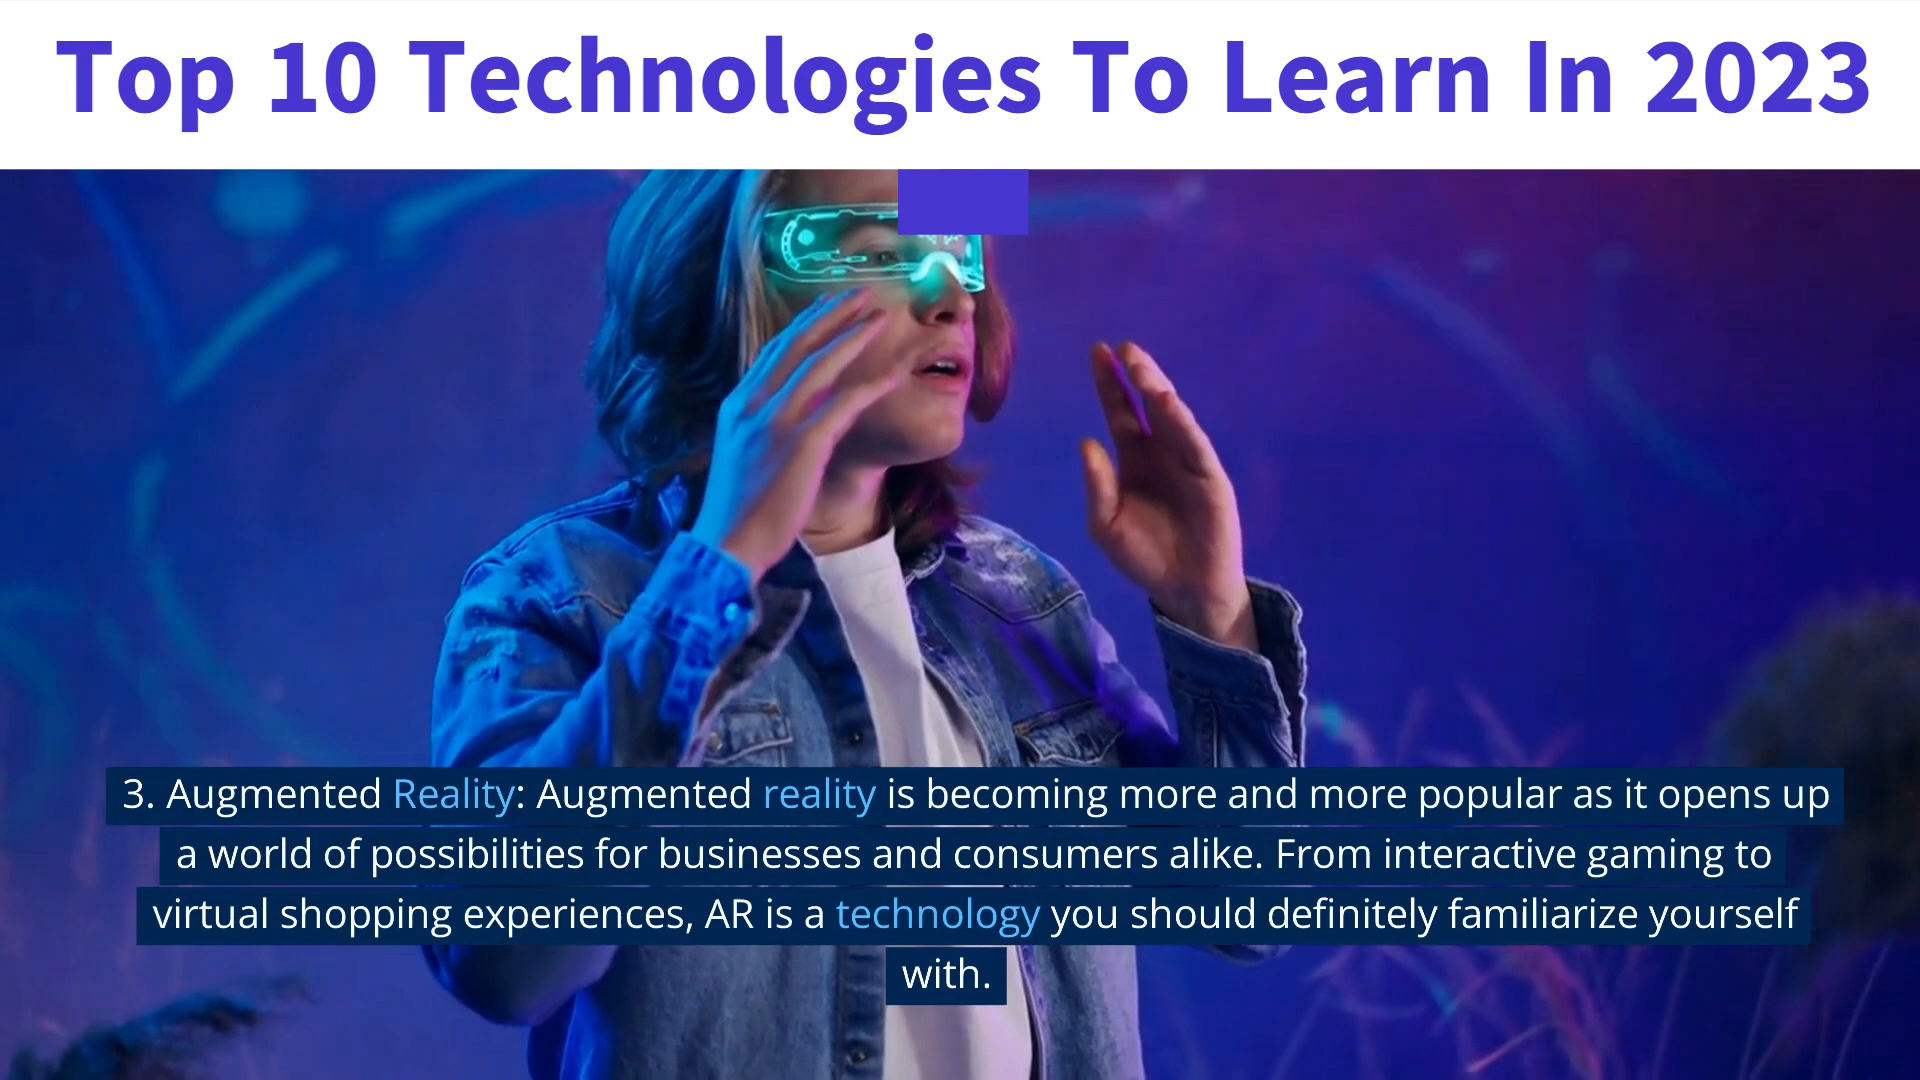 Top 10 Technologies To Learn In 2023
3. Augmented Reality: Augmented reality is becoming more and more popular as it opens up
a world of possibilities for businesses and consumers alike. From interactive gaming to
virtual shopping experiences, AR is a technology you should definitely familiarize yourself
with.